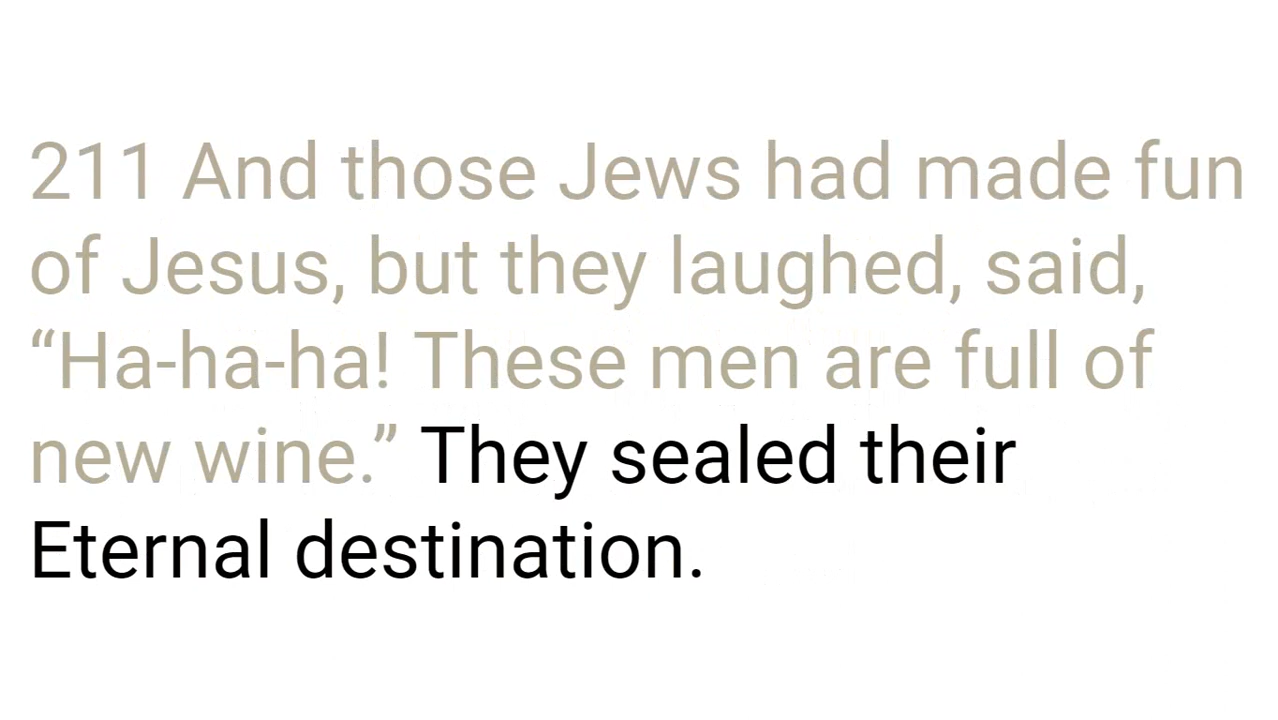 211 And those Jews had made fun
of Jesus, but they laughed, said,
“Ha-ha-ha! These men are full of
new wine.” They sealed their
Eternal destination.